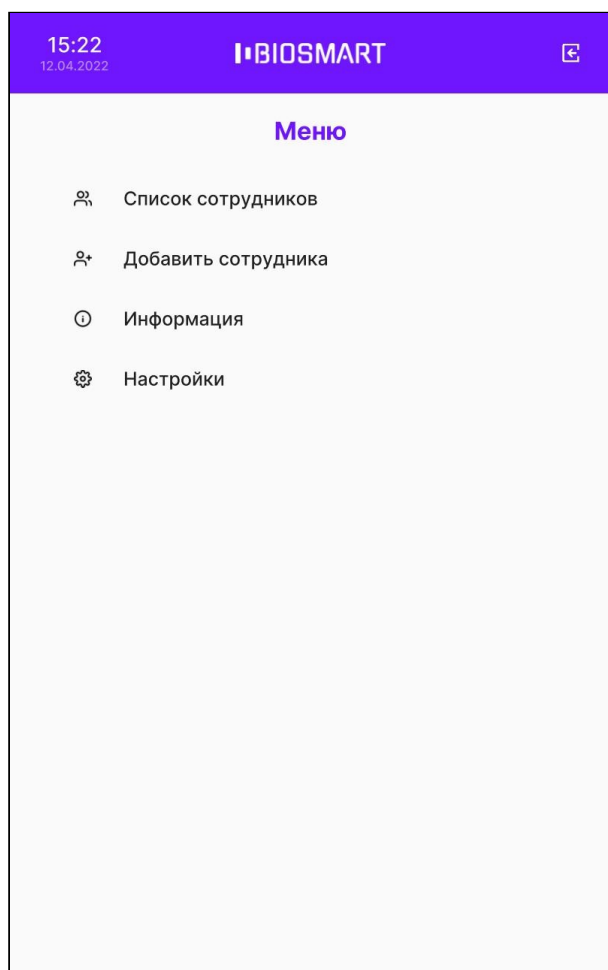 15:22
BIOSMART
12.04.2022
Меню
Список сотрудников
Добавить сотрудника
Информация
Настройки